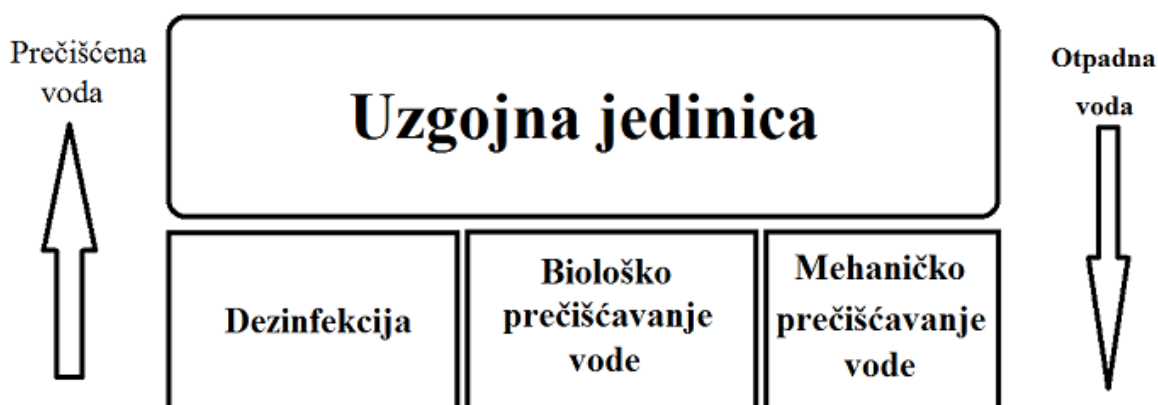 Prečišćena
voda
Uzgojna jedinica
Otpadna
voda
Dezinfekcija
Biološko
prečišćavanje
vode
Mehaničko
prečišćavanje
vode